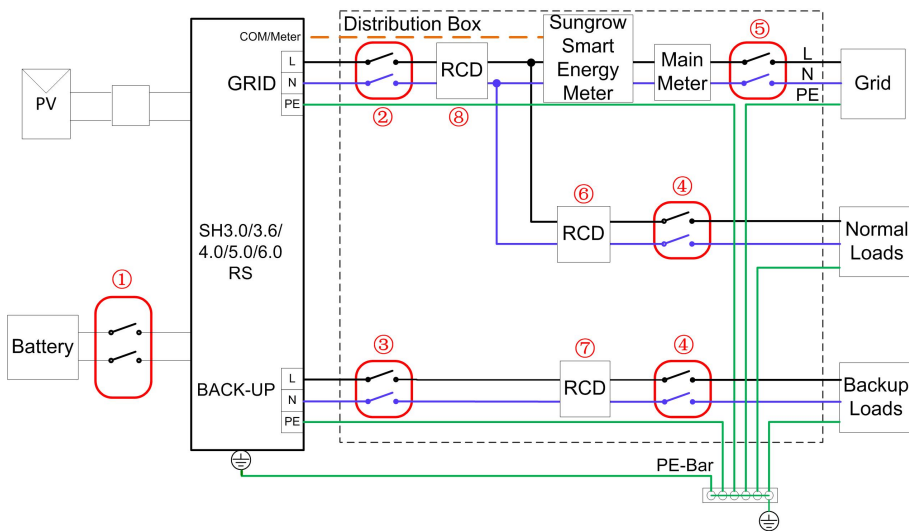 Distribution Box
Sungrow
Smart
Energy
Meter
⑤
COM/Meter
L
N
PE
GRID
RCD
Main
Meter
L
N
PE
Grid
PV
②
⑧
SH3.0/3.6/
4.0/5.0/6.0
RS
⑥
RCD
④
Normal
Loads
①
Battery
③
⑦
④
L
N
PE
BACK-UP
RCD
Backup
Loads
PE-Bar